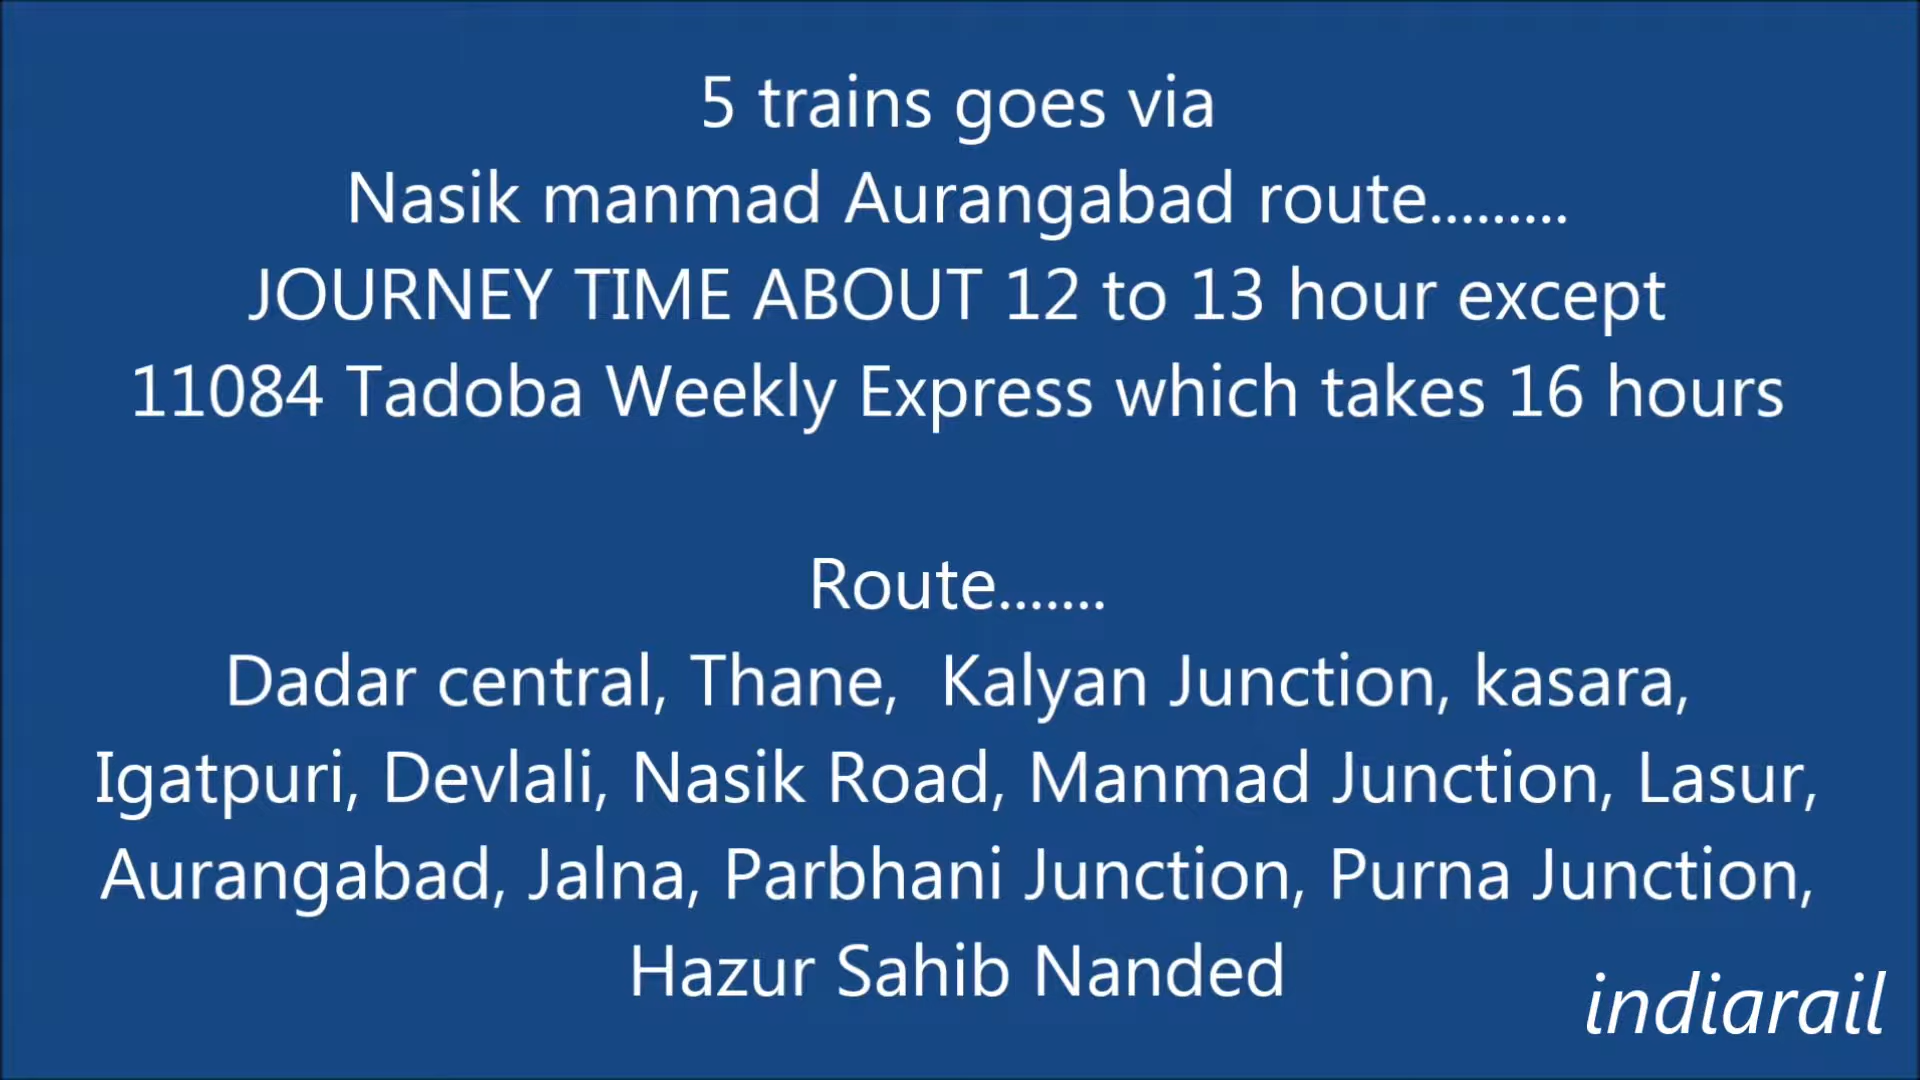 5 trains goes via
Nasik manmad Aurangabad route.........
JOURNEY TIME ABOUT 12 to 13 hour except
11084 Tadoba Weekly Express which takes 16 hours
Route.......
Dadar central, Thane,  Kalyan Junction, kasara,
Igatpuri, Devlali, Nasik Road, Manmad Junction, Lasur,
Aurangabad, Jalna, Parbhani Junction, Purna Junction,
Hazur Sahib Nanded
indiarail